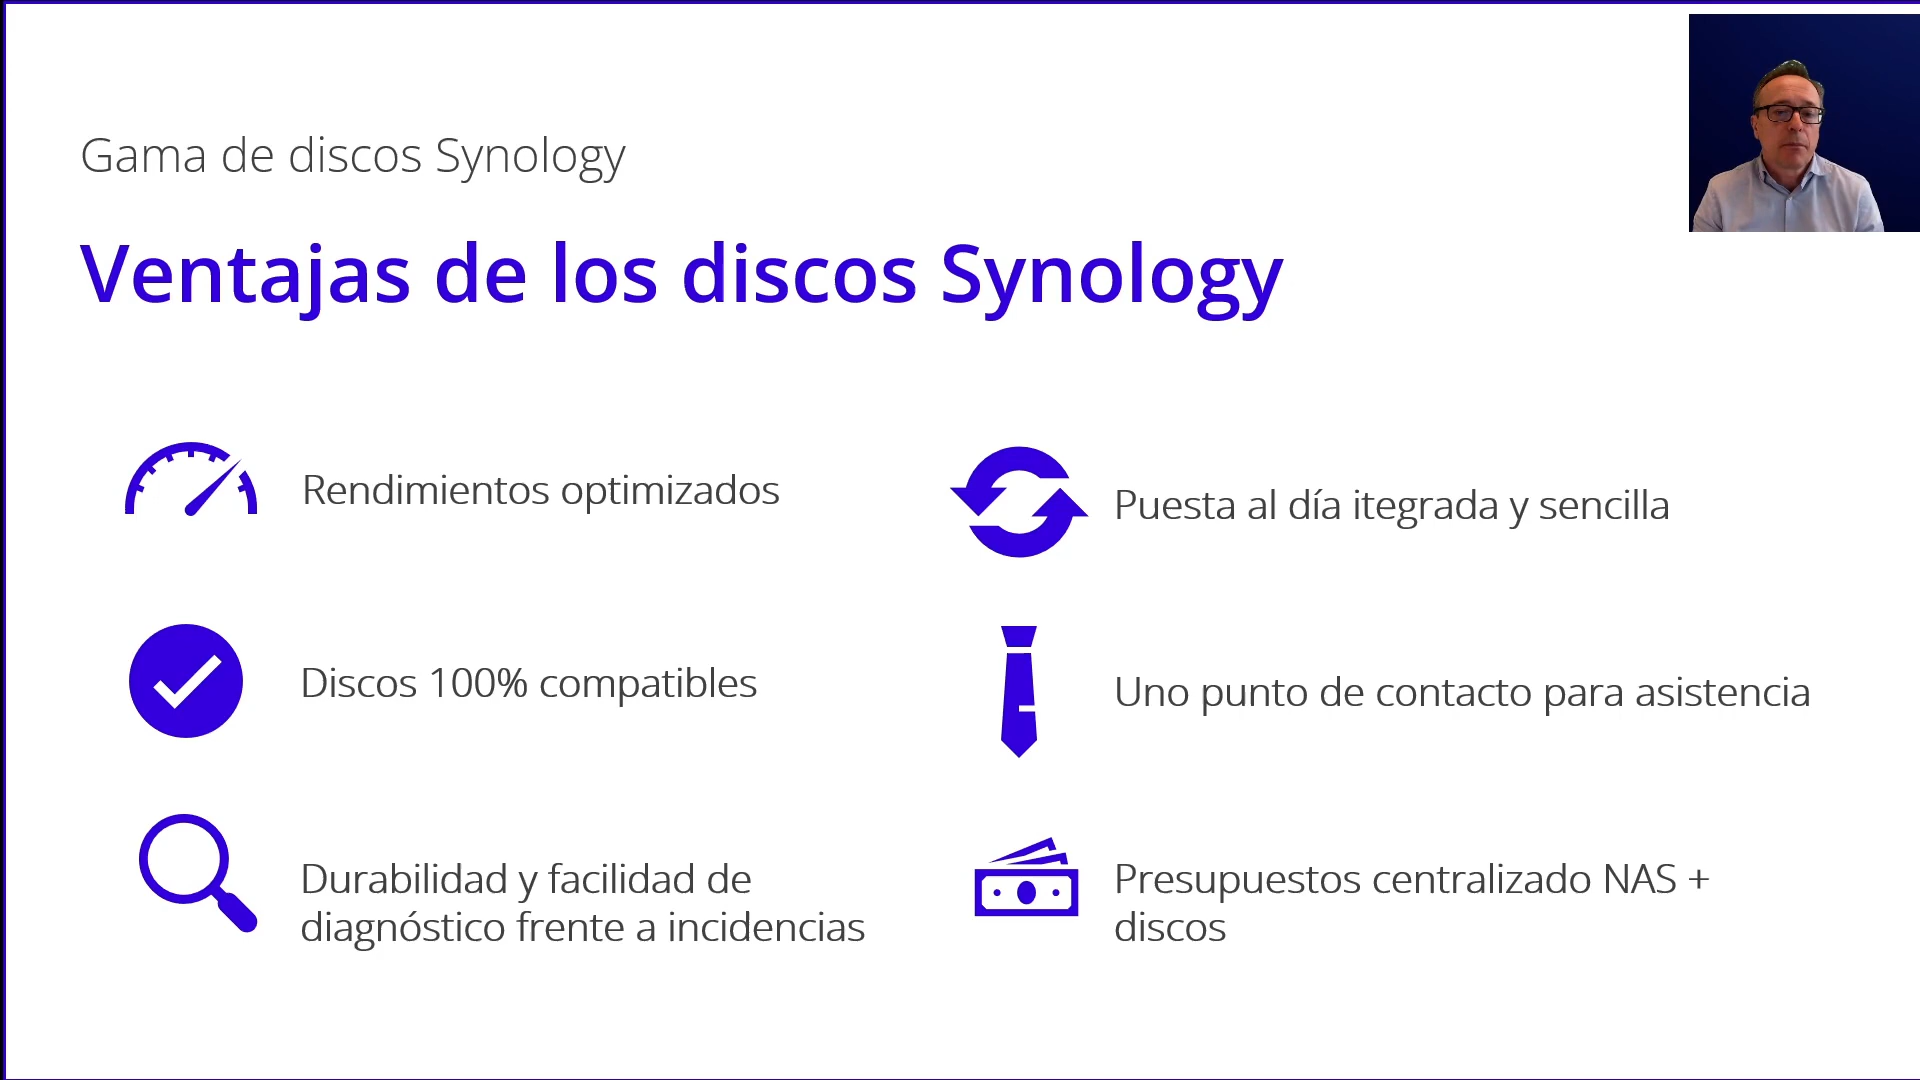 Gama de discos Synology
Ventajas de los discos Synology
Rendimientos optimizados
Puesta al día itegrada y sencilla
Discos 100% compatibles
Uno punto de contacto para asistencia
Durabilidad y facilidad de
diagnóstico frente a incidencias
Presupuestos centralizado NAS +
discos